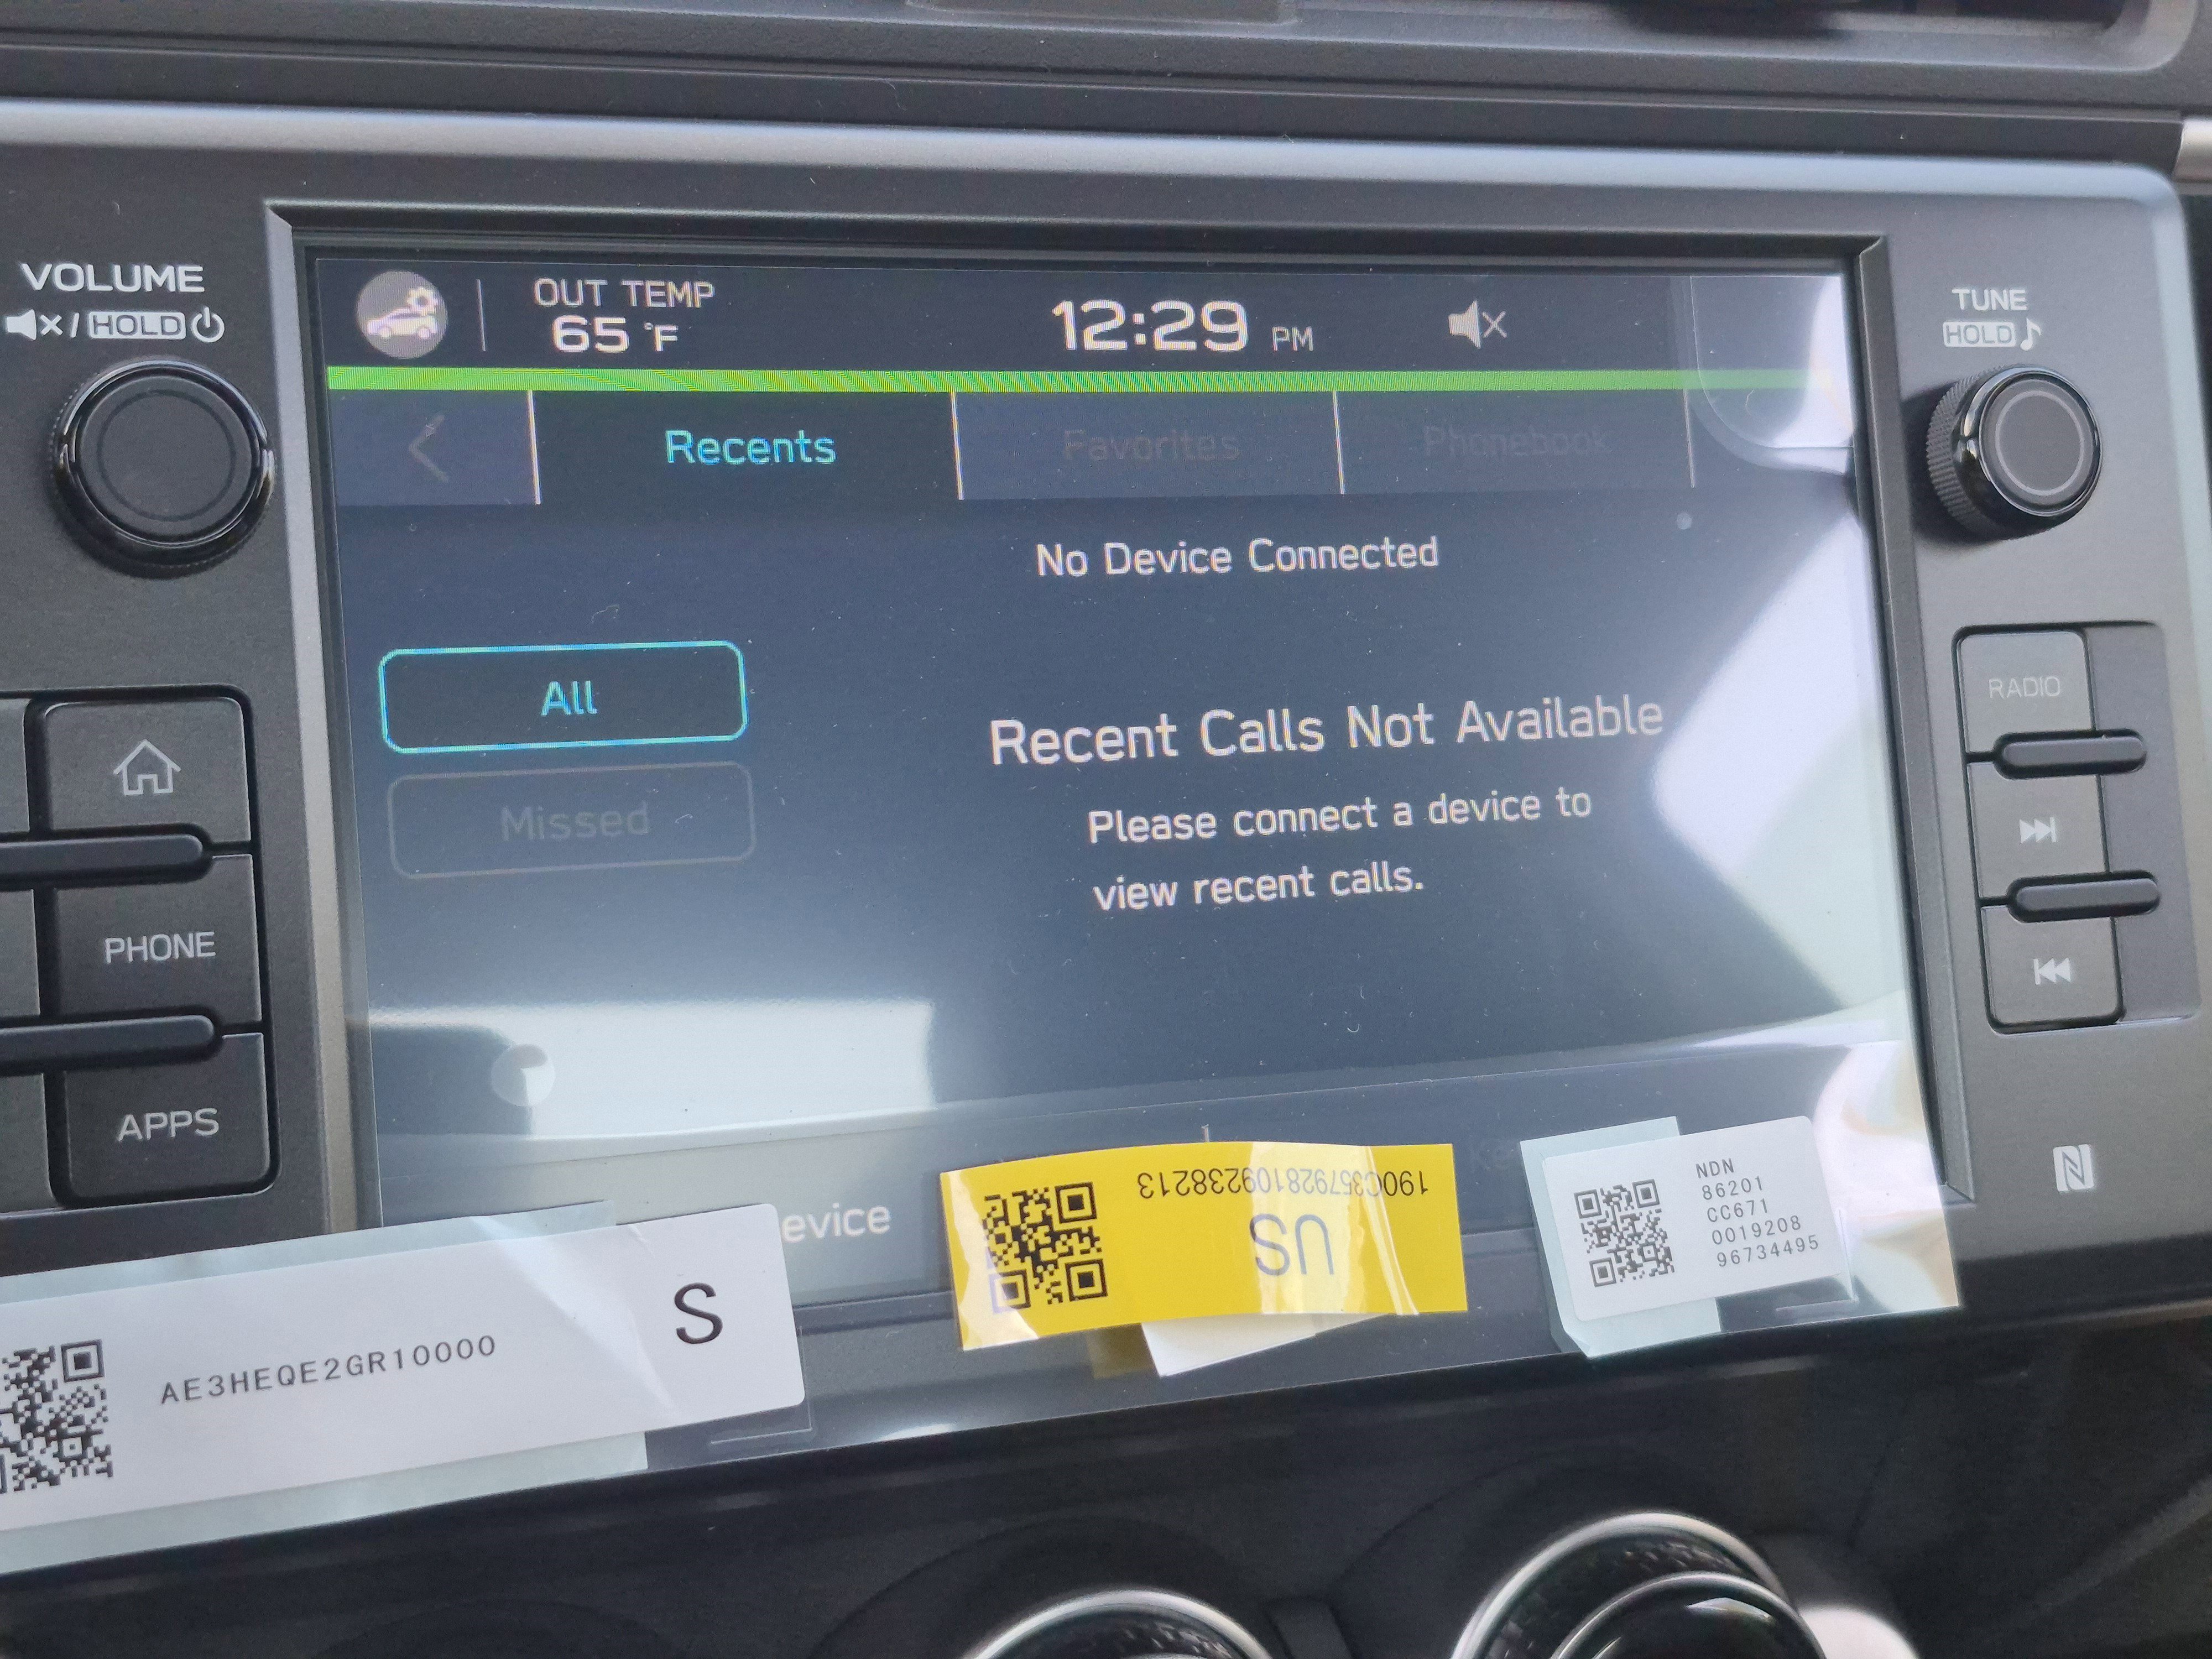 VOLUME
HOLD
OUT TEMP
65 °F
12:29 PM
TUNE
HOLD
Recents
Favorites
Phonebook
No Device Connected
All
Missed
Recent Calls Not Available
Please connect a device to
view recent calls.
RADIO
PHONE
APPS
evice
US
NDN
86201
CC671
0019208
96734495
AE3HEQE2GR10000
S